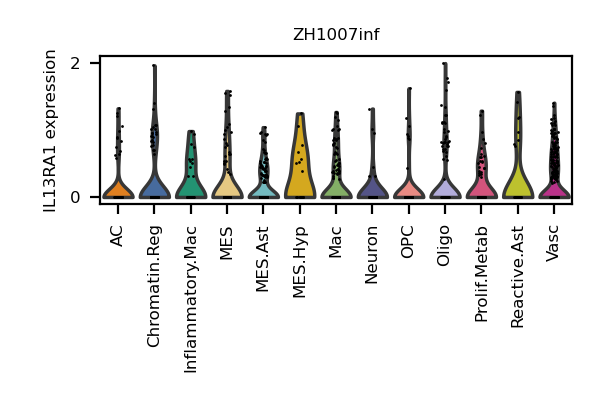 ZH1007inf
IL13RA1 expression
2
0
AC
Chromatin.Reg
Inflammatory.Mac
MES
MES.Ast
MES.Hyp
Mac
Neuron
OPC
Oligo
Prolif.Metab
Reactive.Ast
Vasc